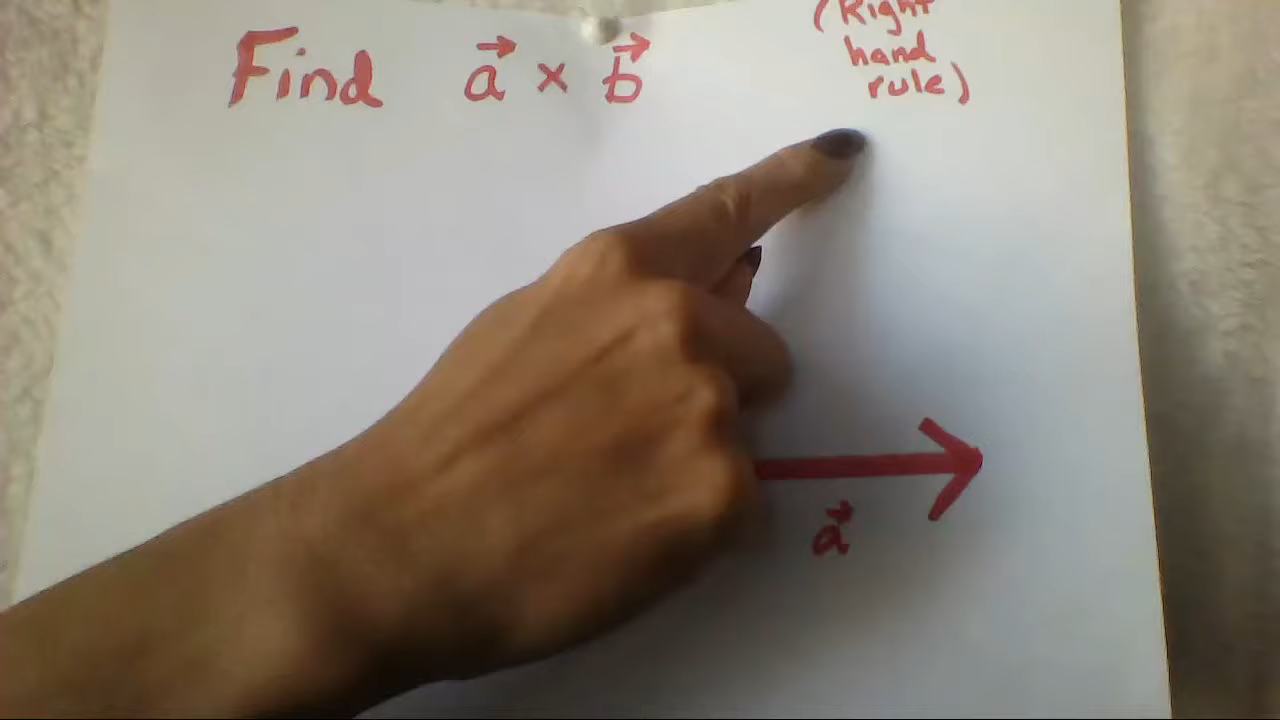 Find a⃗ × b⃗
(Right
hand
rule)
a⃗